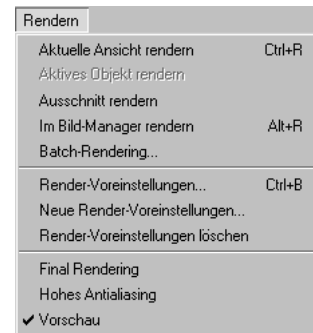 Rendern
Aktuelle Ansicht rendern Ctrl+R
Aktives Objekt rendern
Ausschnitt rendern
Im Bild-Manager rendern Alt+R
Batch-Rendering...
Render-Voreinstellungen... Ctrl+B
Neue Render-Voreinstellungen...
Render-Voreinstellungen löschen
Final Rendering
Hohes Antialiasing
✔ Vorschau